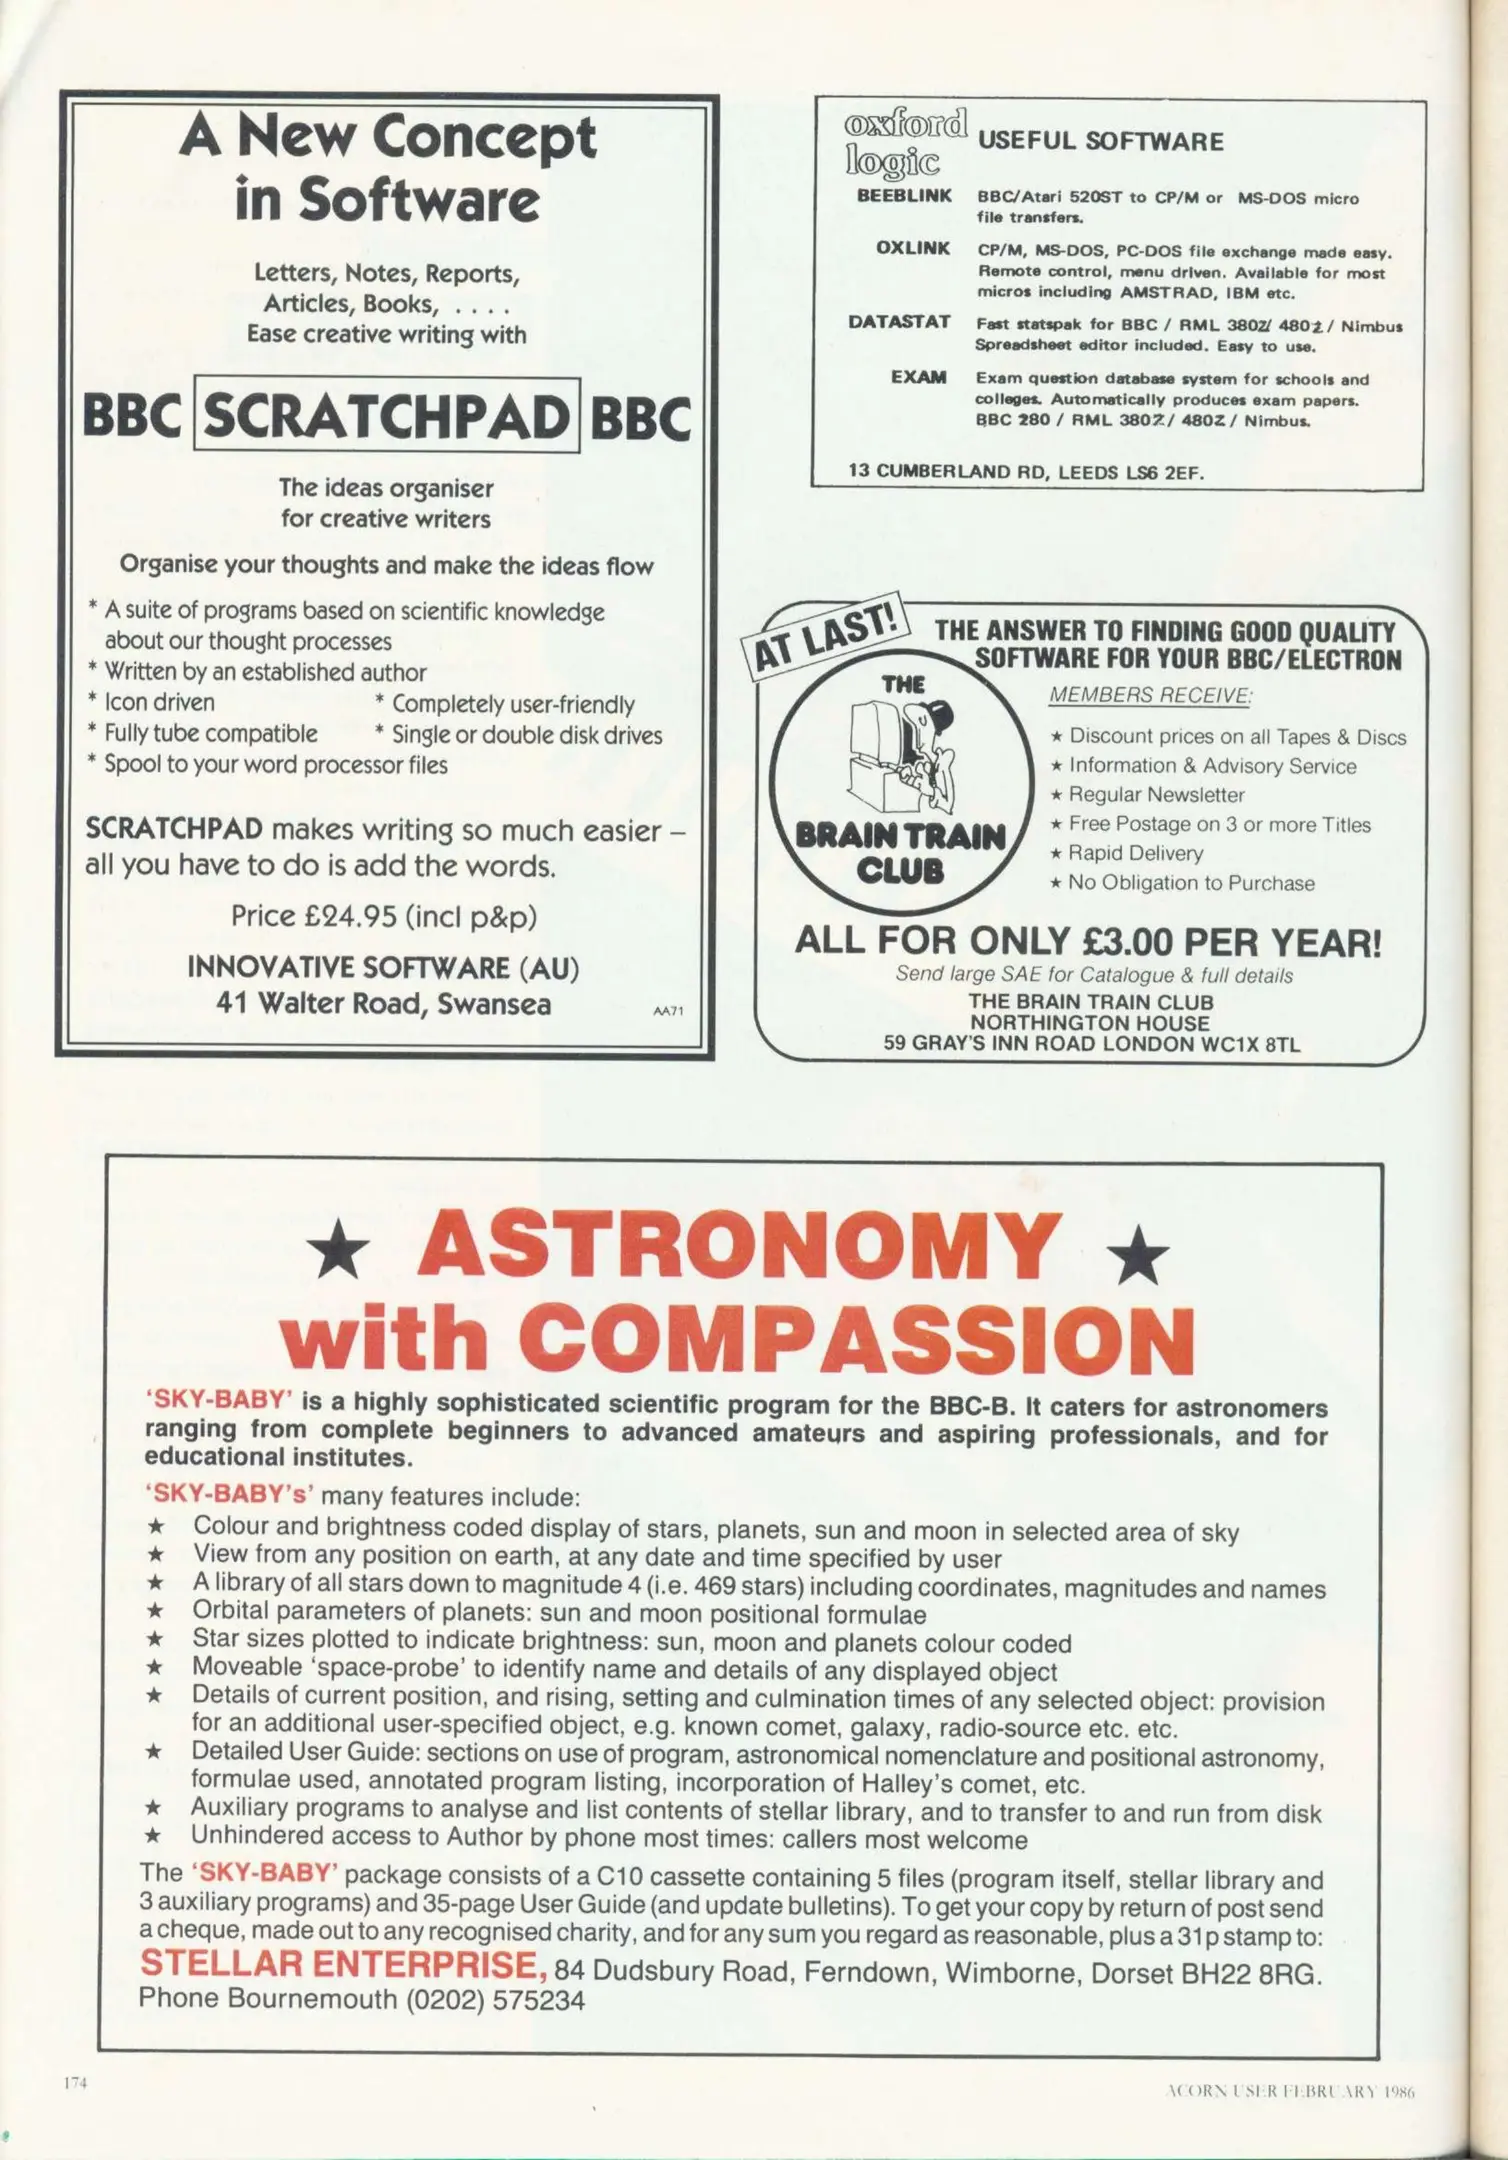 A New Concept
in Software
Letters, Notes, Reports,
Articles, Books, . . . .
Ease creative writing with
BBC SCRATCHPAD BBC
The ideas organiser
for creative writers
Organise your thoughts and make the ideas flow
* A suite of programs based on scientific knowledge
about our thought processes
* Written by an established author
* Icon driven * Completely user-friendly
* Fully tube compatible * Single or double disk drives
* Spool to your word processor files
SCRATCHPAD makes writing so much easier –
all you have to do is add the words.
Price £24.95 (incl p&p)
INNOVATIVE SOFTWARE (AU)
41 Walter Road, Swansea AA71
oxford
logic
USEFUL SOFTWARE
BEEBLINK BBC/Atari 520ST to CP/M or MS-DOS micro
file transfers.
OXLINK CP/M, MS-DOS, PC-DOS file exchange made easy.
Remote control, menu driven. Available for most
micros including AMSTRAD, IBM etc.
DATASTAT Fast statspak for BBC / RML 380Z/ 480Z / Nimbus
Spreadsheet editor included. Easy to use.
EXAM Exam question database system for schools and
colleges. Automatically produces exam papers.
BBC 280 / RML 380Z / 480Z / Nimbus.
13 CUMBERLAND RD, LEEDS LS6 2EF.
AT LAST!
THE ANSWER TO FINDING GOOD QUALITY
SOFTWARE FOR YOUR BBC/ELECTRON
THE
BRAIN TRAIN
CLUB
MEMBERS RECEIVE:
★ Discount prices on all Tapes & Discs
★ Information & Advisory Service
★ Regular Newsletter
★ Free Postage on 3 or more Titles
★ Rapid Delivery
★ No Obligation to Purchase
ALL FOR ONLY £3.00 PER YEAR!
Send large SAE for Catalogue & full details
THE BRAIN TRAIN CLUB
NORTHINGTON HOUSE
59 GRAY'S INN ROAD LONDON WC1X 8TL
★ ASTRONOMY ★
with COMPASSION
'SKY-BABY' is a highly sophisticated scientific program for the BBC-B. It caters for astronomers
ranging from complete beginners to advanced amateurs and aspiring professionals, and for
educational institutes.
'SKY-BABY's' many features include:
★ Colour and brightness coded display of stars, planets, sun and moon in selected area of sky
★ View from any position on earth, at any date and time specified by user
★ A library of all stars down to magnitude 4 (i.e. 469 stars) including coordinates, magnitudes and names
★ Orbital parameters of planets: sun and moon positional formulae
★ Star sizes plotted to indicate brightness: sun, moon and planets colour coded
★ Moveable 'space-probe' to identify name and details of any displayed object
★ Details of current position, and rising, setting and culmination times of any selected object: provision
for an additional user-specified object, e.g. known comet, galaxy, radio-source etc. etc.
★ Detailed User Guide: sections on use of program, astronomical nomenclature and positional astronomy,
formulae used, annotated program listing, incorporation of Halley's comet, etc.
★ Auxiliary programs to analyse and list contents of stellar library, and to transfer to and run from disk
★ Unhindered access to Author by phone most times: callers most welcome
The 'SKY-BABY' package consists of a C10 cassette containing 5 files (program itself, stellar library and
3 auxiliary programs) and 35-page User Guide (and update bulletins). To get your copy by return of post send
a cheque, made out to any recognised charity, and for any sum you regard as reasonable, plus a 31p stamp to:
STELLAR ENTERPRISE, 84 Dudsbury Road, Ferndown, Wimborne, Dorset BH22 8RG.
Phone Bournemouth (0202) 575234
174
ACORN USER FEBRUARY 1986